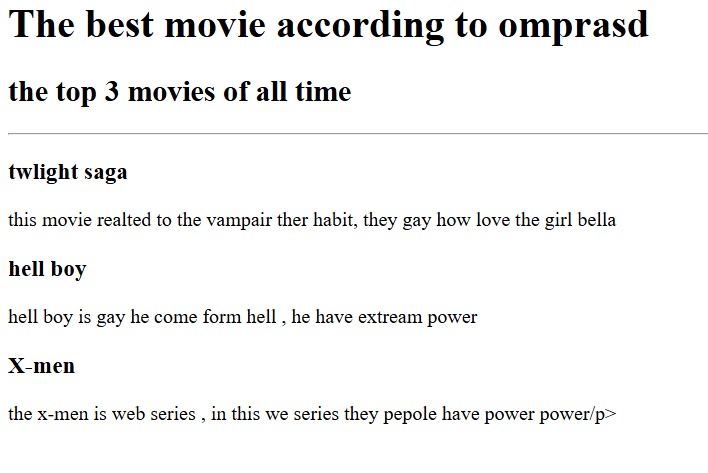 The best movie according to omprasd
the top 3 movies of all time
twlight saga
this movie realted to the vampair ther habit, they gay how love the girl bella
hell boy
hell boy is gay he come form hell , he have extream power
X-men
the x-men is web series , in this we series they pepole have power power/p>